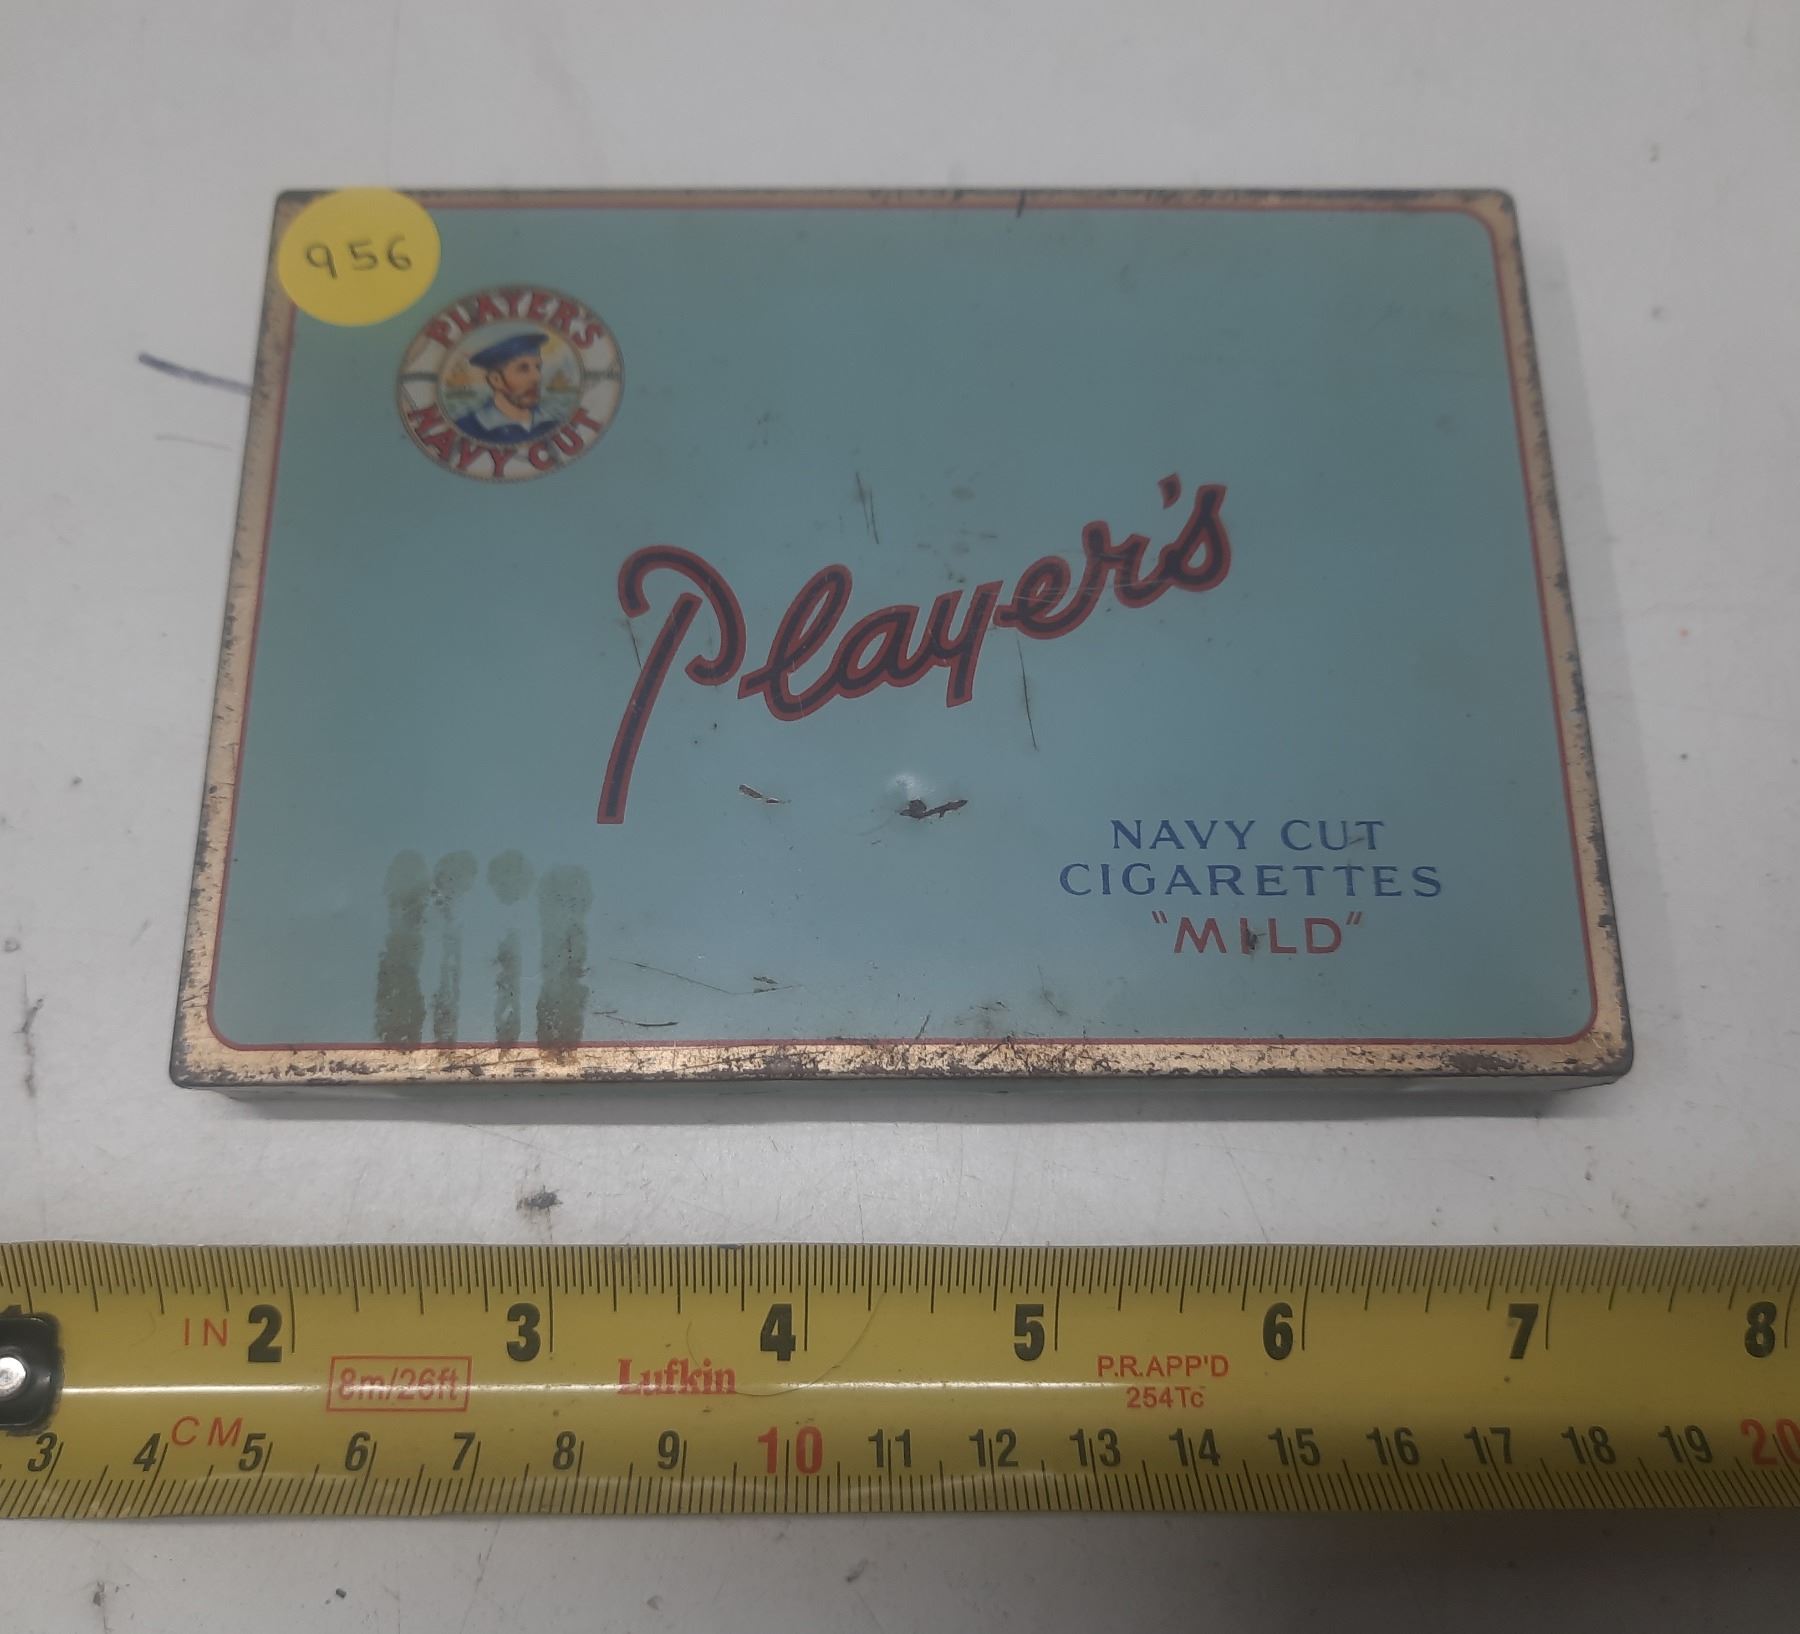 956
PLAYER'S
NAVY CUT
Player's
NAVY CUT
CIGARETTES
"MILD"
1 IN 2 3 4 5 6 7 8
8m/26ft Lufkin P.R.APP'D
254Tc
3 4 CM 5 6 7 8 9 10 11 12 13 14 15 16 17 18 19 20